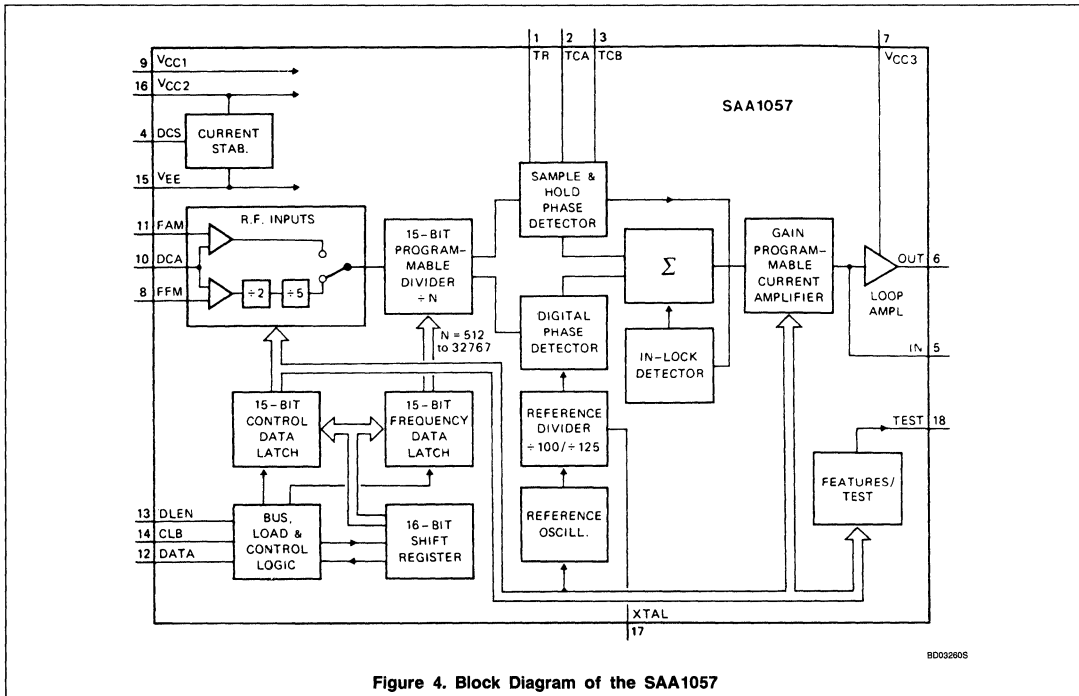 1
2
3
7
TR
TCA
TCB
VCC3
9 VCC1
16 VCC2
SAA1057
4 DCS
CURRENT
STAB.
15 VEE
SAMPLE &
HOLD
PHASE
DETECTOR
R.F. INPUTS
11 FAM
10 DCA
8 FFM
÷2
÷5
15-BIT
PROGRAM-
MABLE
DIVIDER
÷N
Σ
GAIN
PROGRAM-
MABLE
CURRENT
AMPLIFIER
OUT 6
LOOP
AMPL
IN 5
N = 512
to 32767
DIGITAL
PHASE
DETECTOR
IN-LOCK
DETECTOR
15-BIT
CONTROL
DATA
LATCH
15-BIT
FREQUENCY
DATA
LATCH
REFERENCE
DIVIDER
÷100/÷125
TEST 18
FEATURES/
TEST
13 DLEN
14 CLB
12 DATA
BUS,
LOAD &
CONTROL
LOGIC
16-BIT
SHIFT
REGISTER
REFERENCE
OSCILL.
XTAL
17
BD03260S
Figure 4. Block Diagram of the SAA1057